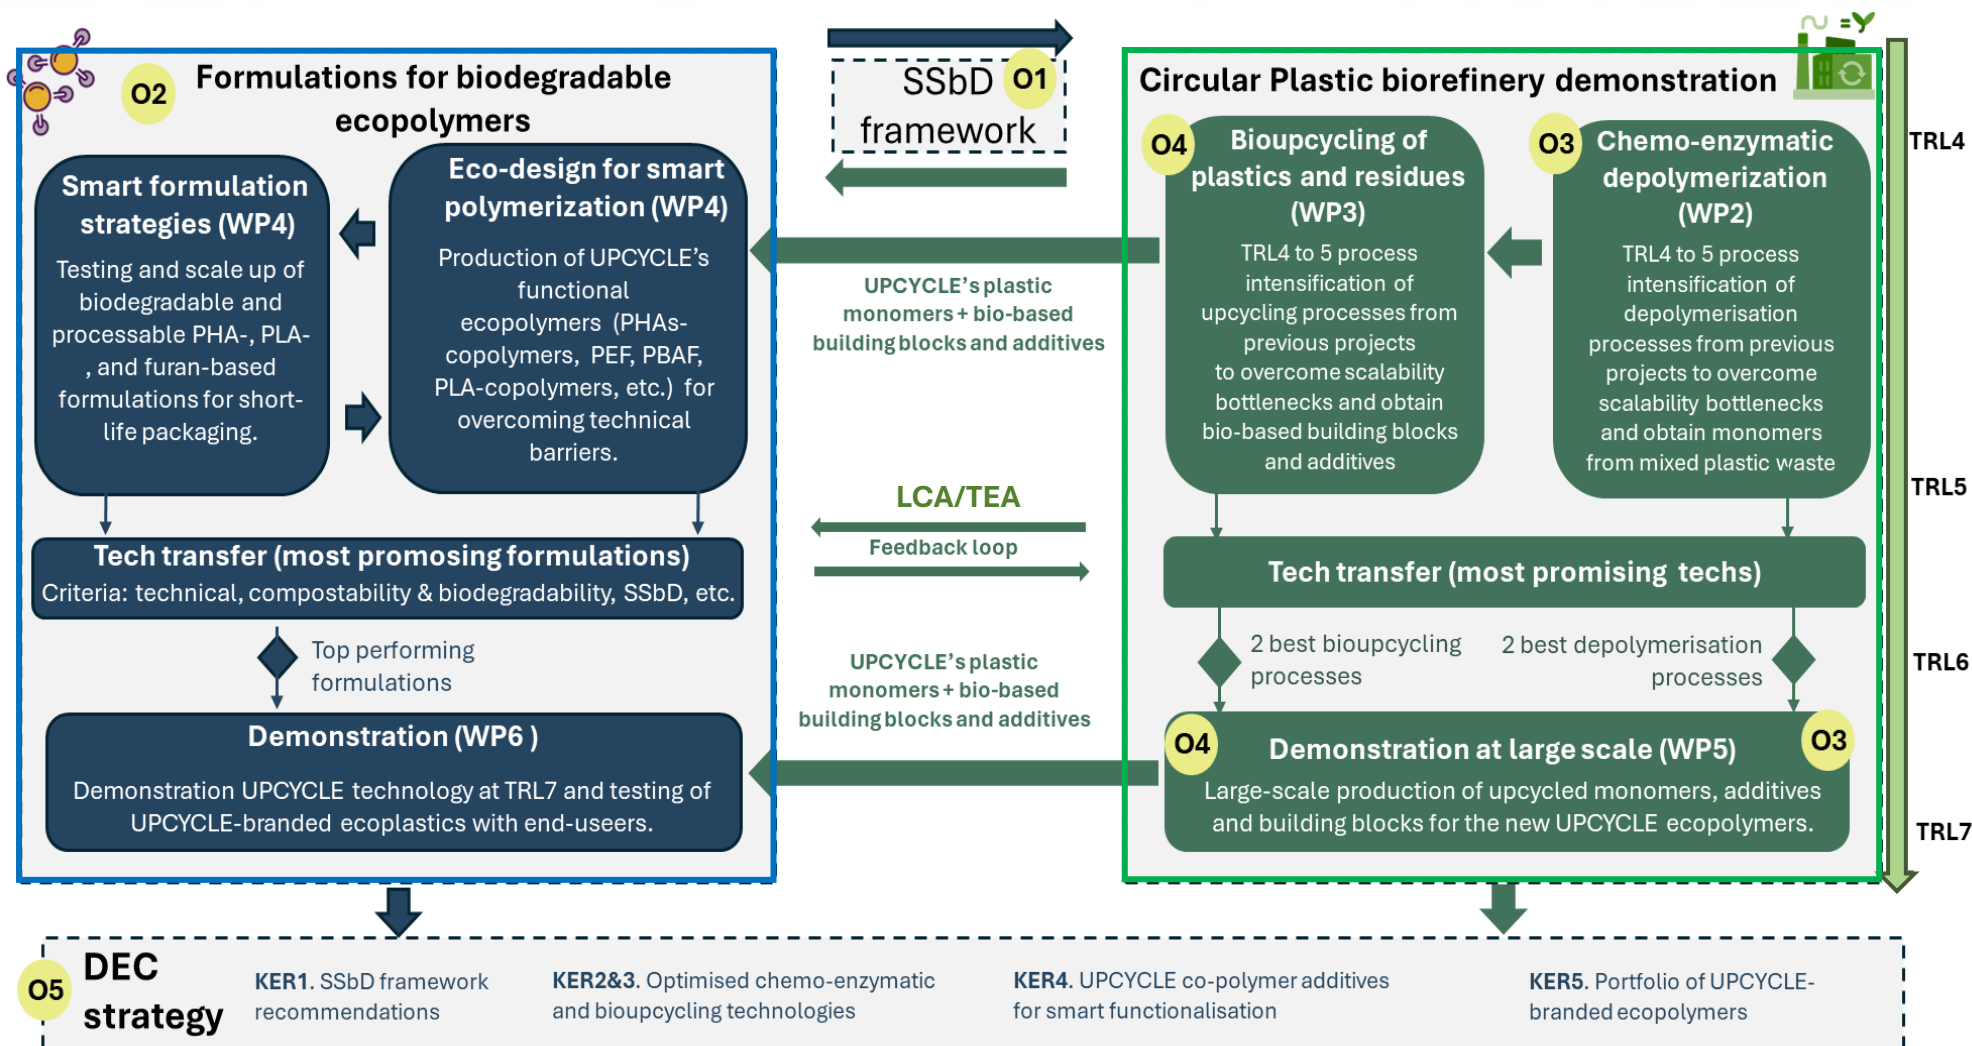 O2
Formulations for biodegradable
ecopolymers
Smart formulation
strategies (WP4)
Testing and scale up of
biodegradable and
processable PHA-, PLA-
, and furan-based
formulations for short-
life packaging.
Eco-design for smart
polymerization (WP4)
Production of UPCYCLE’s
functional
ecopolymers (PHAs-
copolymers, PEF, PBAF,
PLA-copolymers, etc.) for
overcoming technical
barriers.
Tech transfer (most promosing formulations)
Criteria: technical, compostability & biodegradability, SSbD, etc.
Top performing
formulations
Demonstration (WP6 )
Demonstration UPCYCLE technology at TRL7 and testing of
UPCYCLE-branded ecoplastics with end-useers.
SSbD
O1
framework
UPCYCLE’s plastic
monomers + bio-based
building blocks and additives
LCA/TEA
Feedback loop
UPCYCLE’s plastic
monomers + bio-based
building blocks and additives
Circular Plastic biorefinery demonstration
O4
Bioupcycling of
plastics and residues
(WP3)
TRL4 to 5 process
intensification of
upcycling processes from
previous projects
to overcome scalability
bottlenecks and obtain
bio-based building blocks
and additives
O3
Chemo-enzymatic
depolymerization
(WP2)
TRL4 to 5 process
intensification of
depolymerisation
processes from previous
projects to overcome
scalability bottlenecks
and obtain monomers
from mixed plastic waste
Tech transfer (most promising techs)
2 best bioupcycling
processes
2 best depolymerisation
processes
O4
O3
Demonstration at large scale (WP5)
Large-scale production of upcycled monomers, additives
and building blocks for the new UPCYCLE ecopolymers.
TRL4
TRL5
TRL6
TRL7
O5
DEC
strategy
KER1. SSbD framework
recommendations
KER2&3. Optimised chemo-enzymatic
and bioupcycling technologies
KER4. UPCYCLE co-polymer additives
for smart functionalisation
KER5. Portfolio of UPCYCLE-
branded ecopolymers